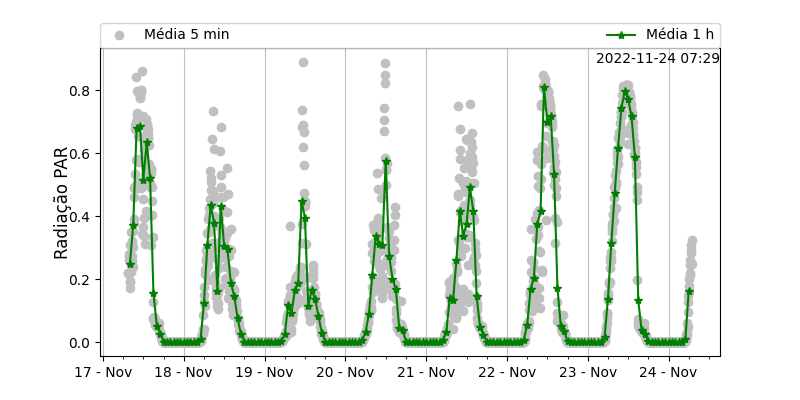 Média 5 min
Média 1 h
2022-11-24 07:29
Radiação PAR
0.8
0.6
0.4
0.2
0.0
17 - Nov
18 - Nov
19 - Nov
20 - Nov
21 - Nov
22 - Nov
23 - Nov
24 - Nov